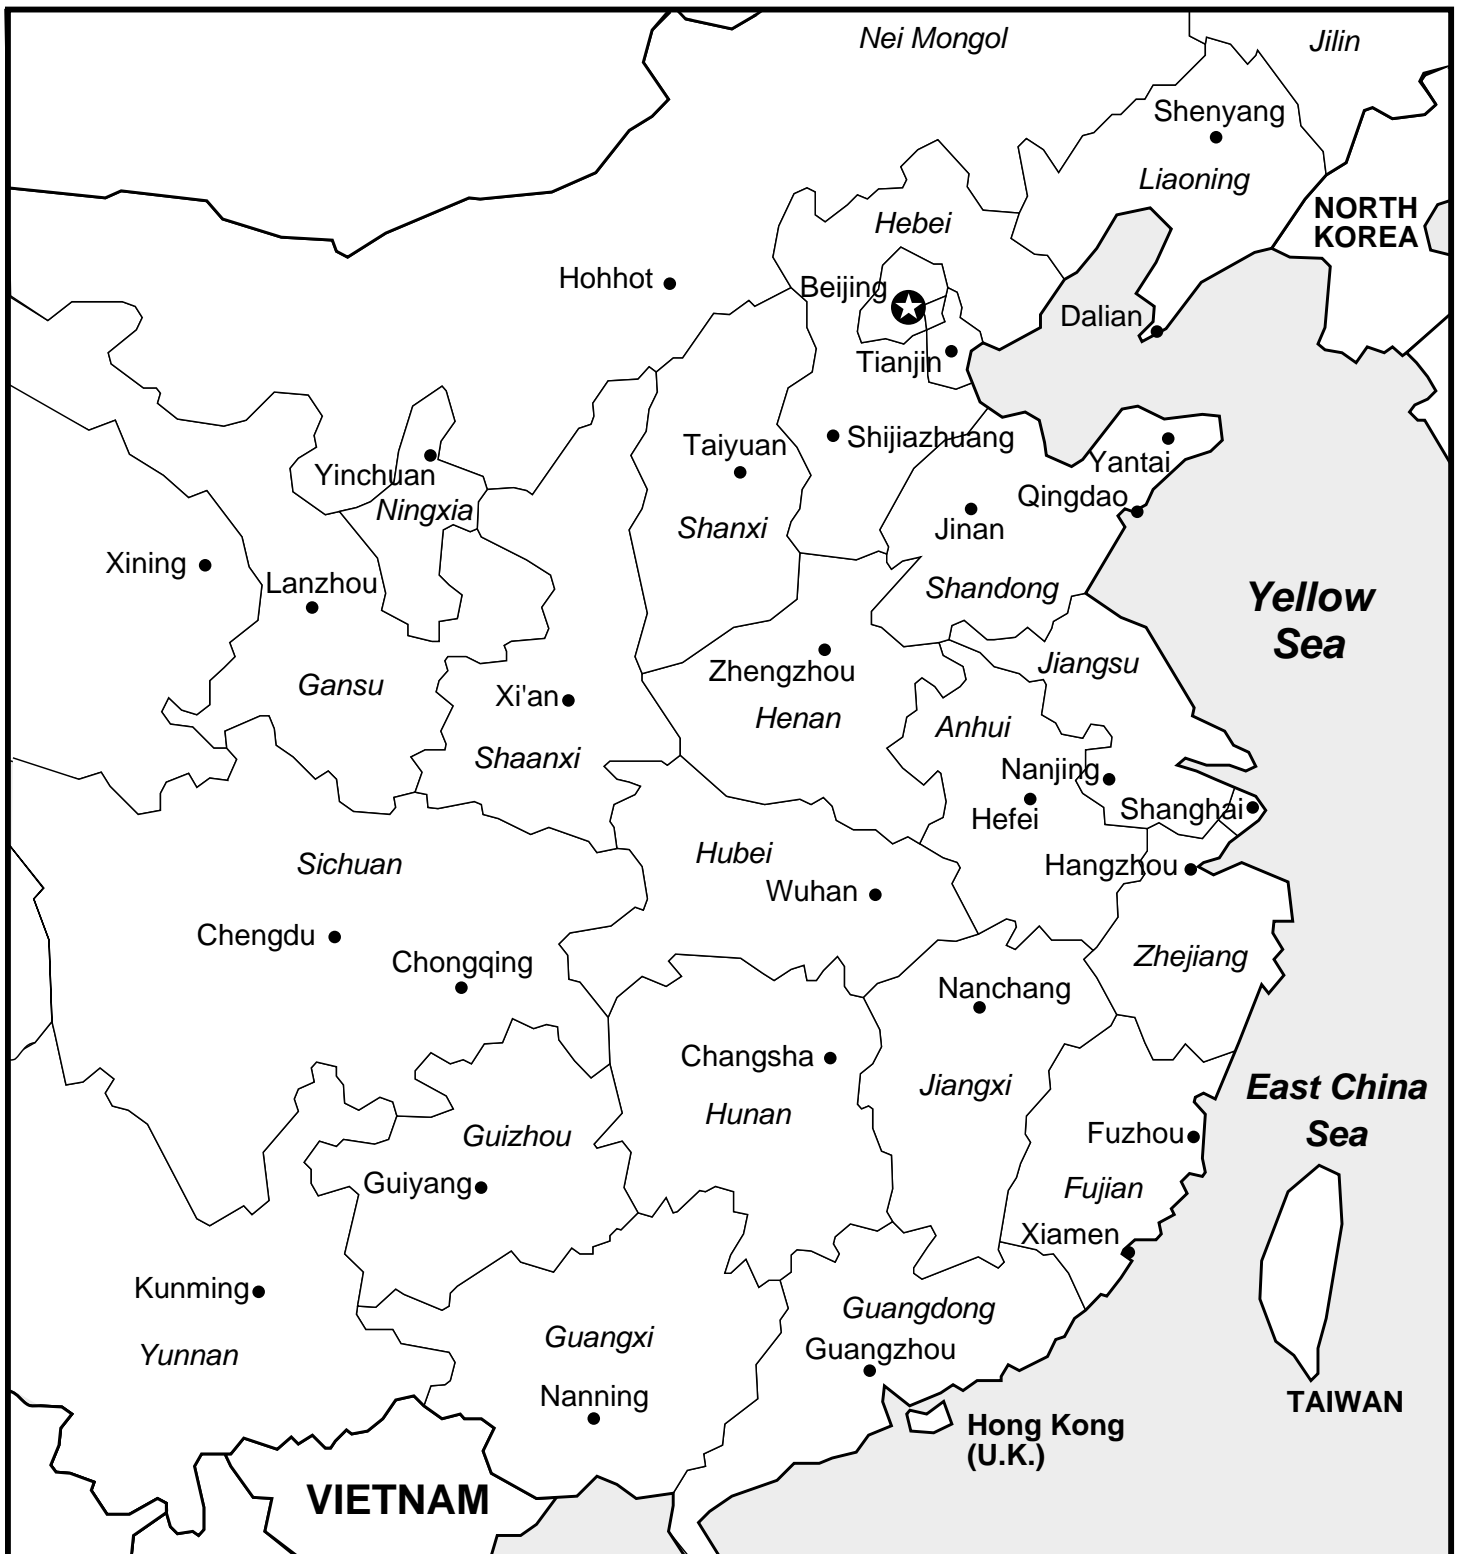 Nei Mongol
Jilin
Shenyang
Liaoning
NORTH
KOREA
Hebei
Hohhot
Beijing
Dalian
Tianjin
Taiyuan
Shijiazhuang
Yantai
Yinchuan
Ningxia
Qingdao
Shanxi
Jinan
Xining
Lanzhou
Shandong
Yellow
Sea
Zhengzhou
Jiangsu
Gansu
Xi'an
Henan
Anhui
Shaanxi
Nanjing
Hefei
Shanghai
Sichuan
Hubei
Hangzhou
Wuhan
Chengdu
Chongqing
Zhejiang
Nanchang
Changsha
Jiangxi
East China
Sea
Hunan
Guizhou
Fuzhou
Guiyang
Fujian
Xiamen
Kunming
Guangdong
Yunnan
Guangxi
Guangzhou
Nanning
TAIWAN
Hong Kong
(U.K.)
VIETNAM